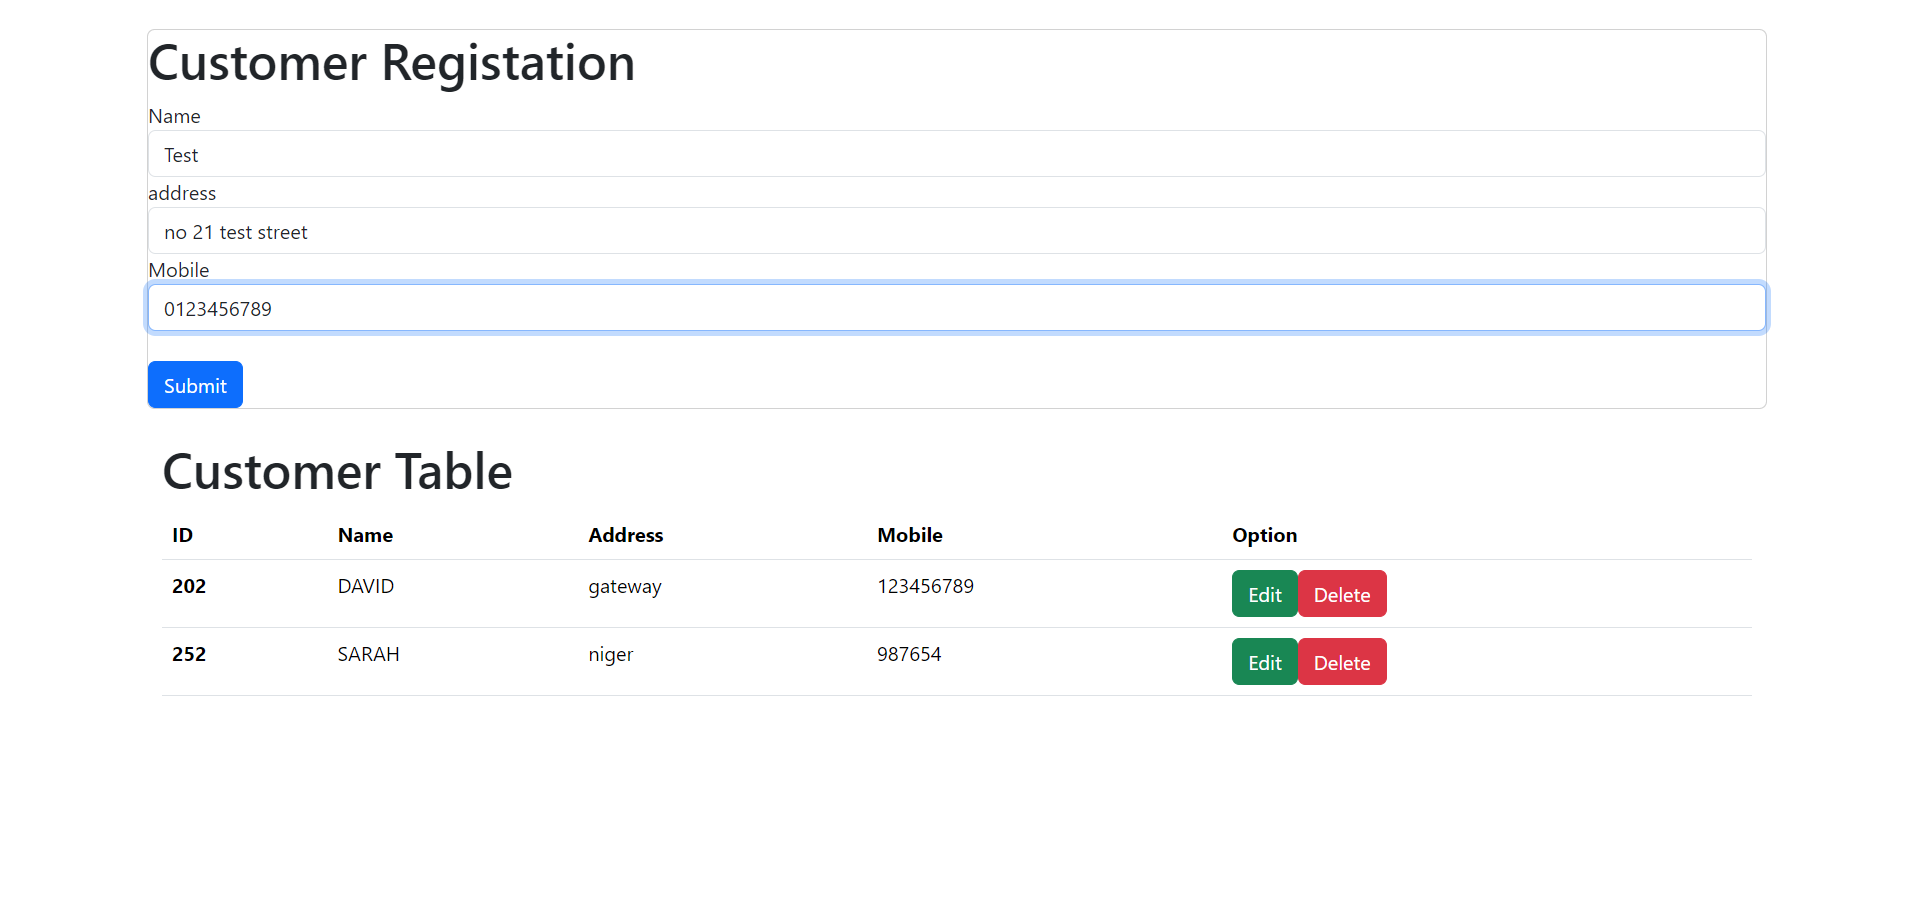 Customer Registation
Name
Test
address
no 21 test street
Mobile
0123456789
Submit
Customer Table
ID Name Address Mobile Option
202 DAVID gateway 123456789 Edit Delete
252 SARAH niger 987654 Edit Delete